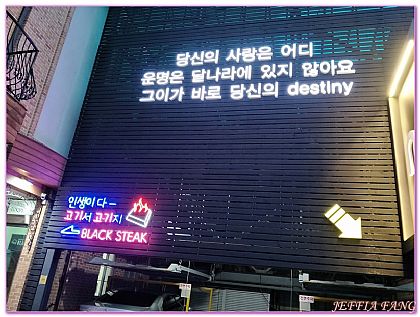 당신의 사랑은 어디
운명은 달나라에 있지 않아요
그이가 바로 당신의 destiny
인생이 다 –
고기서 고기지
BLACK STEAK
JEFFIA FANG